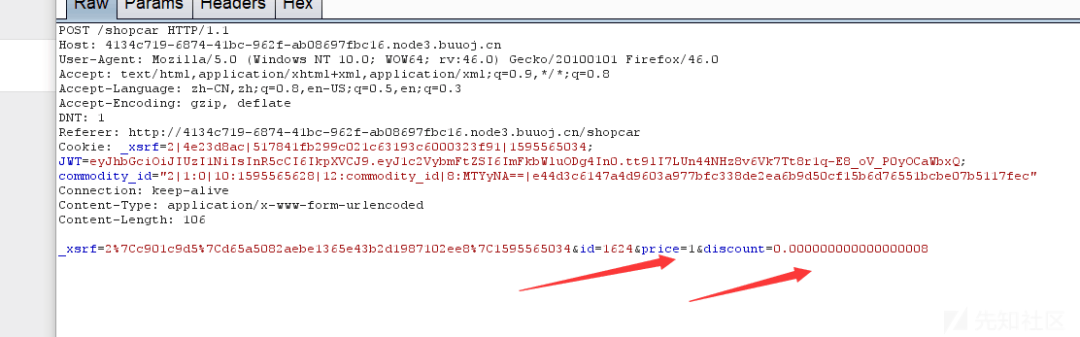 Raw Params Headers Hex
POST /shopcar HTTP/1.1
Host: 4134c719-6874-41bc-962f-ab08697fbc16.node3.buuoj.cn
User-Agent: Mozilla/5.0 (Windows NT 10.0; WOW64; rv:46.0) Gecko/20100101 Firefox/46.0
Accept: text/html,application/xhtml+xml,application/xml;q=0.9,*/*;q=0.8
Accept-Language: zh-CN,zh;q=0.8,en-US;q=0.5,en;q=0.3
Accept-Encoding: gzip, deflate
DNT: 1
Referer: http://4134c719-6874-41bc-962f-ab08697fbc16.node3.buuoj.cn/shopcar
Cookie: _xsrf=2|4e23d8ac|517841fb299c021c63193c6000323f91|1595565034;
JWT=eyJhbGciOiJIUzI1NiIsInR5cCI6IkpXVCJ9.eyJ1c2VybmFtZSI6ImFkbWluODg4In0.tt91I7LUn44NHz8v6Vk7Tt8r1q-E8_oV_P0yOCaWbxQ;
commodity_id="2|1:0|10:1595565628|12:commodity_id|8:MTYyNA==|e44d3c6147a4d9603a977bfc338de2ea6b9d50cf15b6d76551bcbe07b5117fec"
Connection: keep-alive
Content-Type: application/x-www-form-urlencoded
Content-Length: 106
_xsrf=2%7Cc901c9d5%7Cd65a5082aebe1365e43b2d1987102ee8%7C1595565034&id=1624&price=1&discount=0.000000000000000008
先知社区